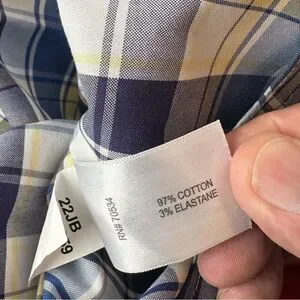 97% COTTON
3% ELASTANE
RN# 70534
22JB